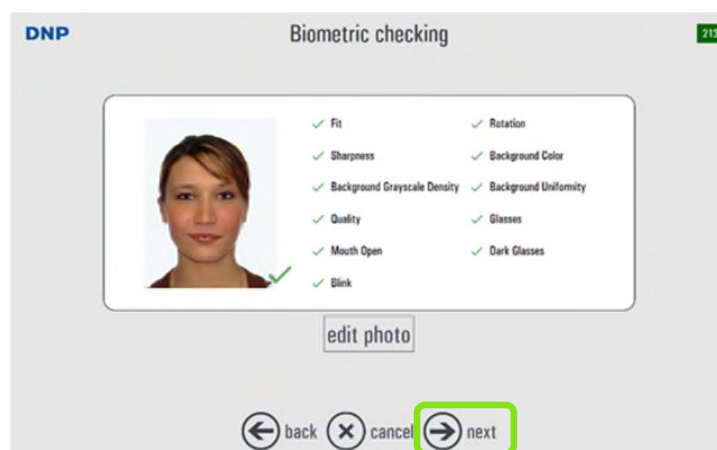 DNP
Biometric checking
213
Fit
Rotation
Sharpness
Background Color
Background Grayscale Density
Background Uniformity
Quality
Glasses
Mouth Open
Dark Glasses
Blink
edit photo
back
cancel
next